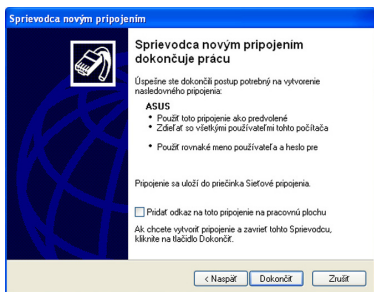 Sprievodca novým pripojením
Sprievodca novým pripojením
dokončuje prácu
Úspešne ste dokončili postup potrebný na vytvorenie
nasledovného pripojenia:
ASUS
• Použiť toto pripojenie ako predvolené
• Zdieľať so všetkými používateľmi tohto počítača
• Použiť rovnaké meno používateľa a heslo pre
Pripojenie sa uloží do priečinka Sieťové pripojenia.
Pridať odkaz na toto pripojenie na pracovnú plochu
Ak chcete vytvoriť pripojenie a zavrieť tohto Sprievodcu,
kliknite na tlačidlo Dokončiť.
< Naspäť Dokončiť Zrušiť